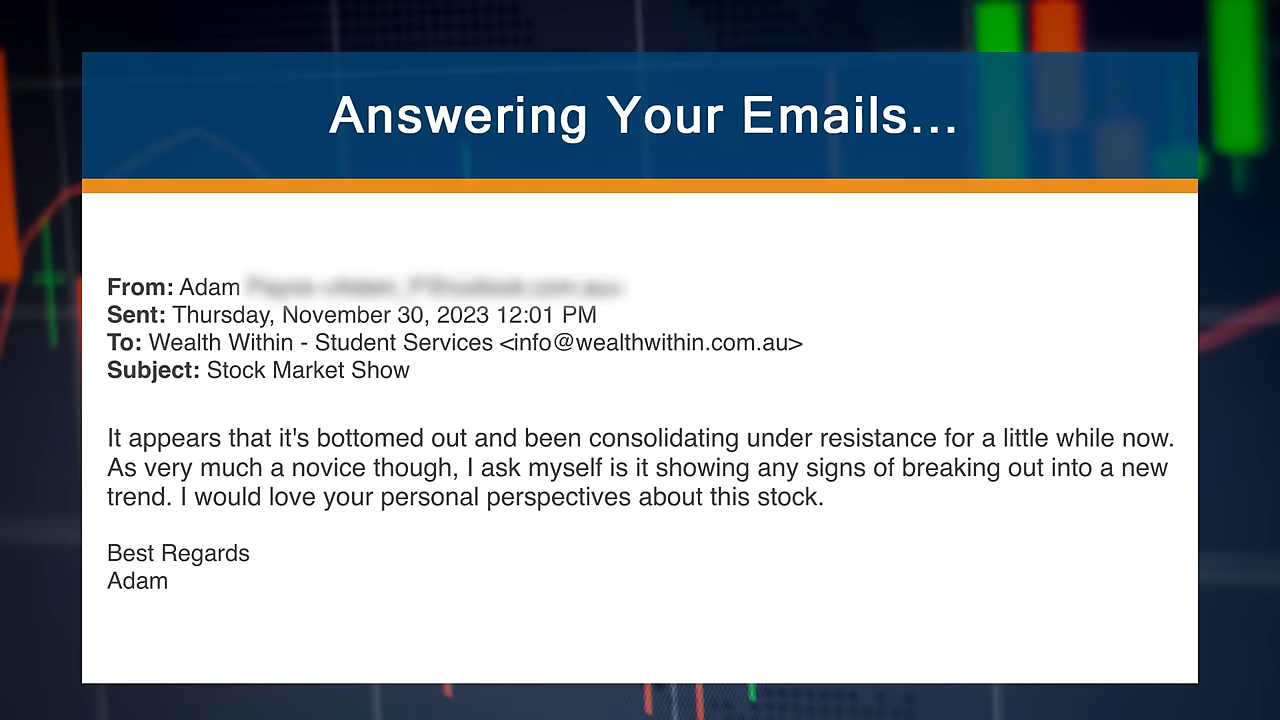 Answering Your Emails...
From: Adam
Sent: Thursday, November 30, 2023 12:01 PM
To: Wealth Within - Student Services <info@wealthwithin.com.au>
Subject: Stock Market Show
It appears that it's bottomed out and been consolidating under resistance for a little while now.
As very much a novice though, I ask myself is it showing any signs of breaking out into a new
trend. I would love your personal perspectives about this stock.
Best Regards
Adam